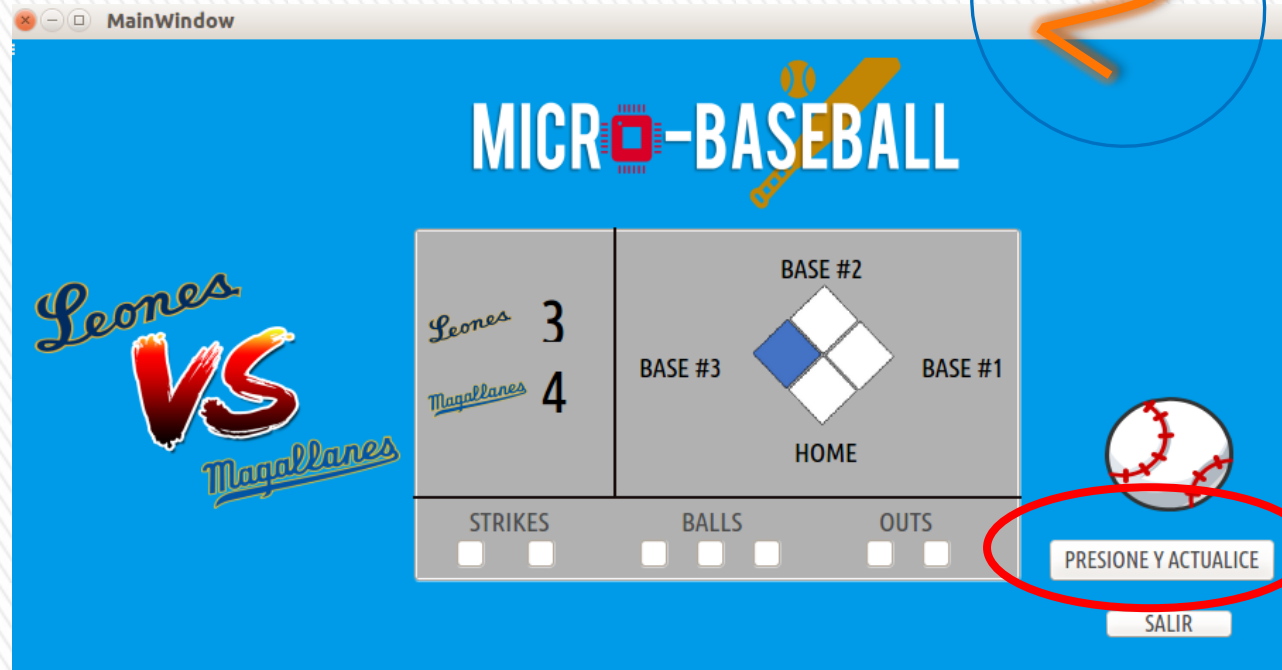 MainWindow
MICRO-BASEBALL
Leones
VS
Magallanes
Leones 3
Magallanes 4
BASE #2
BASE #3
BASE #1
HOME
STRIKES
BALLS
OUTS
PRESIONE Y ACTUALICE
SALIR